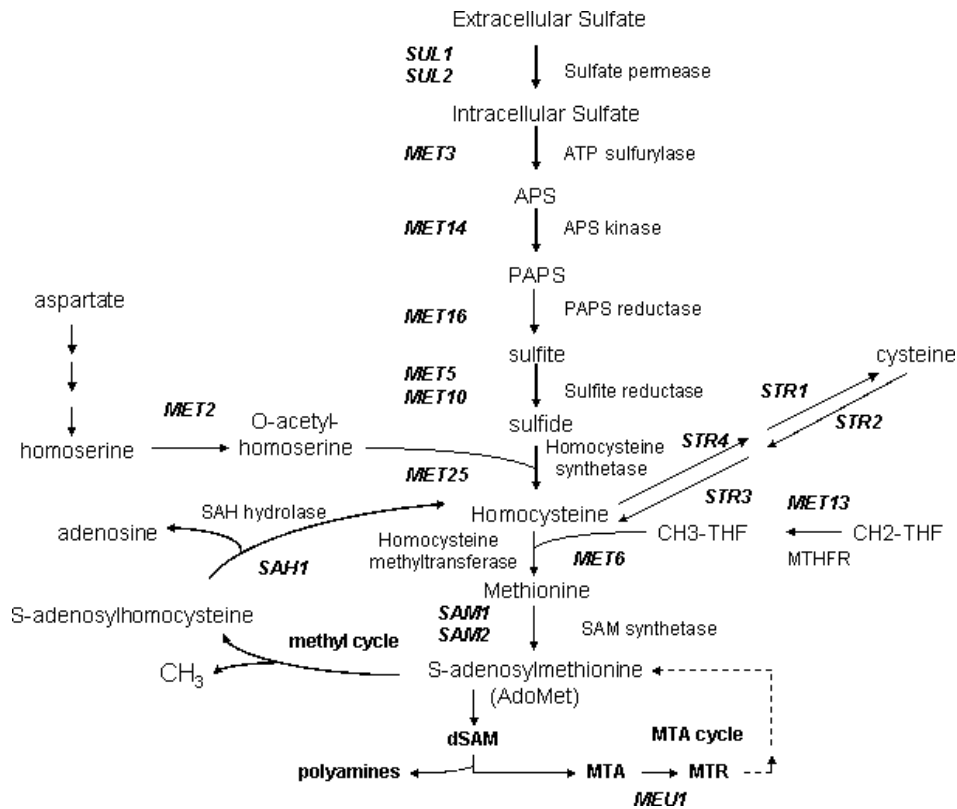 Extracellular Sulfate
SUL1
SUL2
Sulfate permease
Intracellular Sulfate
MET3
ATP sulfurylase
APS
MET14
APS kinase
PAPS
aspartate
MET16
PAPS reductase
sulfite
cysteine
MET5
MET10
Sulfite reductase
STR1
MET2
O-acetyl-
homoserine
sulfide
STR2
homoserine
Homocysteine
synthetase
STR4
MET25
STR3
MET13
SAH hydrolase
adenosine
Homocysteine
CH3-THF
CH2-THF
Homocysteine
methyltransferase
MET6
MTHFR
SAH1
Methionine
S-adenosylhomocysteine
SAM1
SAM2
SAM synthetase
methyl cycle
CH3
S-adenosylmethionine
(AdoMet)
dSAM
MTA cycle
polyamines
MTA
MTR
MEU1